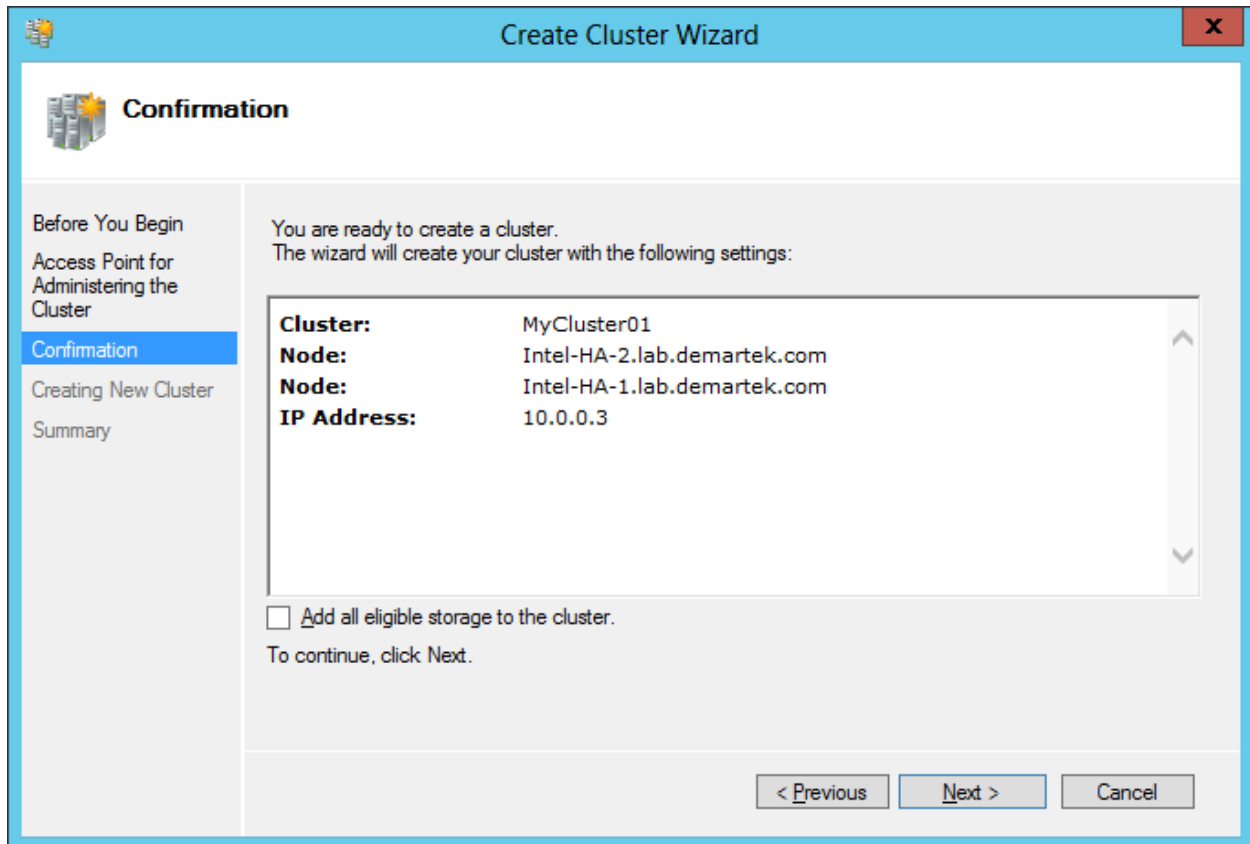 Create Cluster Wizard
x
Confirmation
Before You Begin
Access Point for
Administering the
Cluster
Confirmation
Creating New Cluster
Summary
You are ready to create a cluster.
The wizard will create your cluster with the following settings:
Cluster: MyCluster01
Node: Intel-HA-2.lab.demartek.com
Node: Intel-HA-1.lab.demartek.com
IP Address: 10.0.0.3
Add all eligible storage to the cluster.
To continue, click Next.
< Previous Next > Cancel